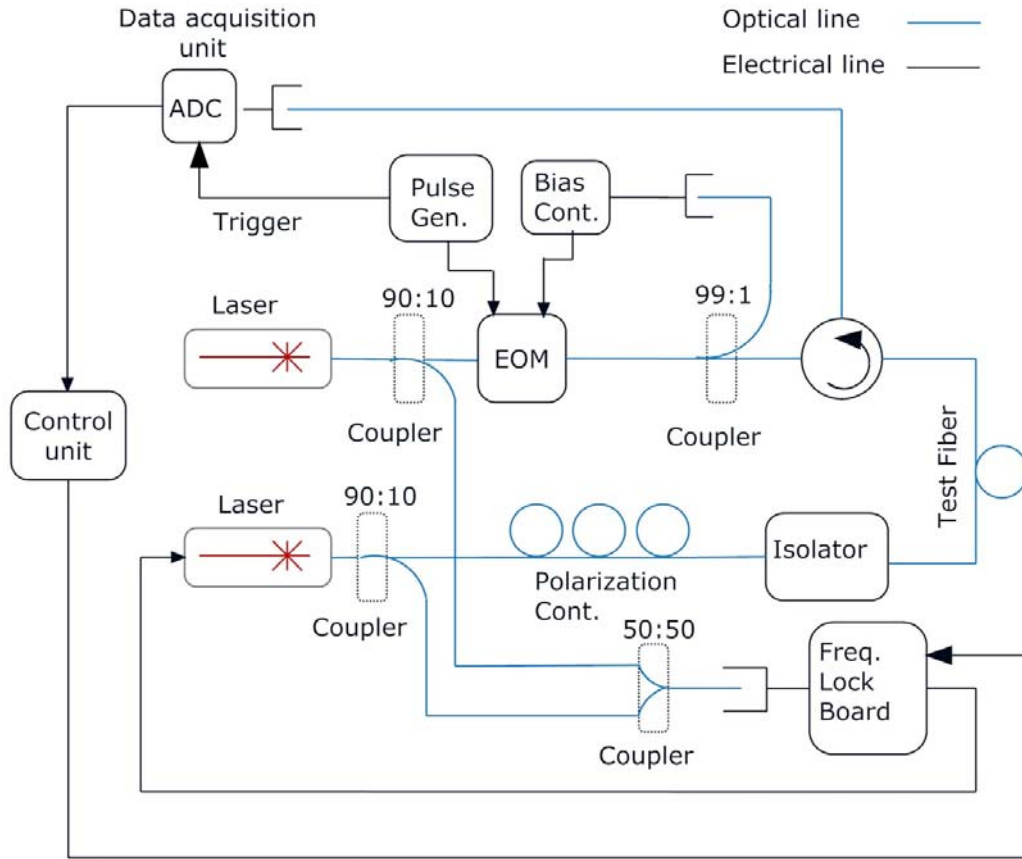 Data acquisition
unit
Optical line
Electrical line
ADC
Pulse
Gen.
Bias
Cont.
Trigger
90:10
99:1
Laser
EOM
Coupler
Coupler
Control
unit
Test Fiber
90:10
Laser
Isolator
Polarization
Cont.
Coupler
50:50
Freq.
Lock
Board
Coupler